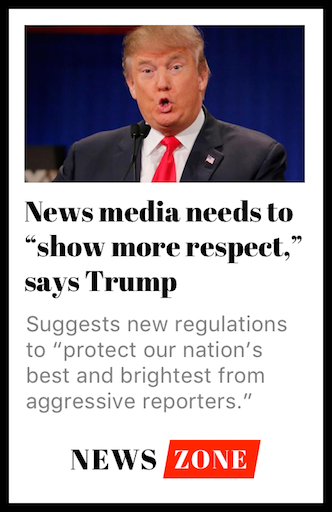 News media needs to
“show more respect,”
says Trump
Suggests new regulations
to “protect our nation’s
best and brightest from
aggressive reporters.”
NEWS ZONE